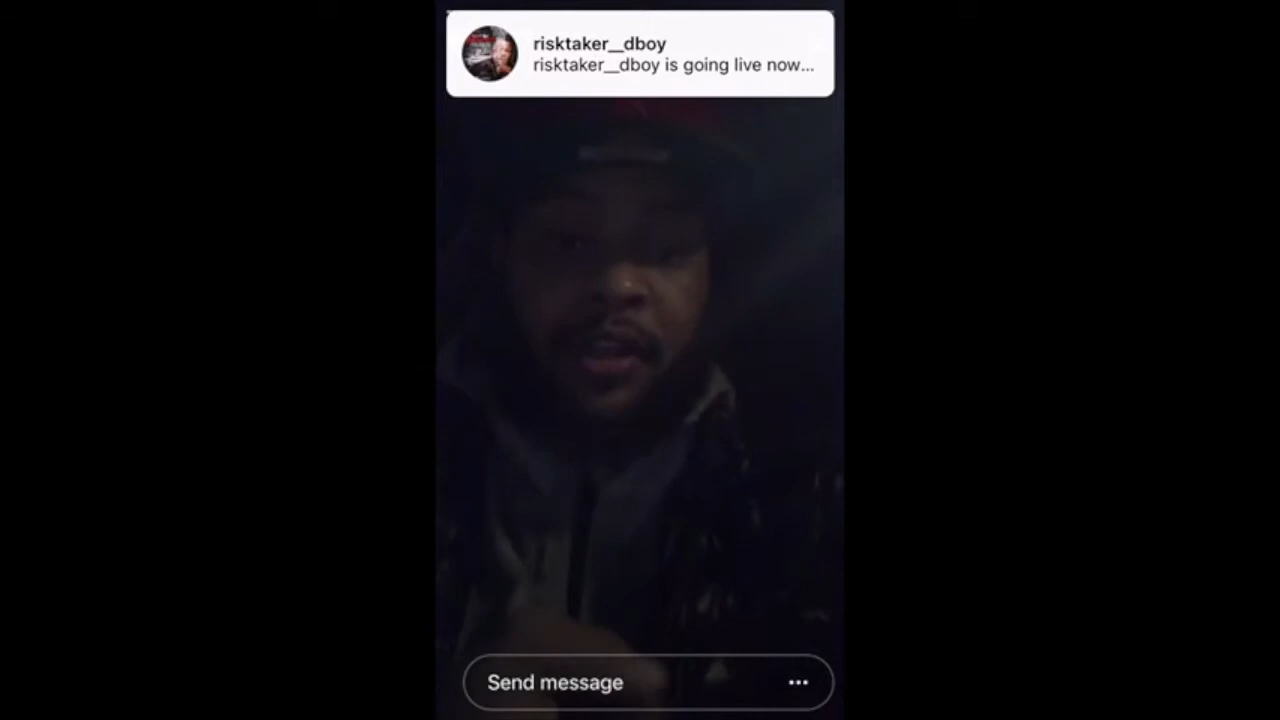 risktaker__dboy
risktaker__dboy is going live now...
Send message